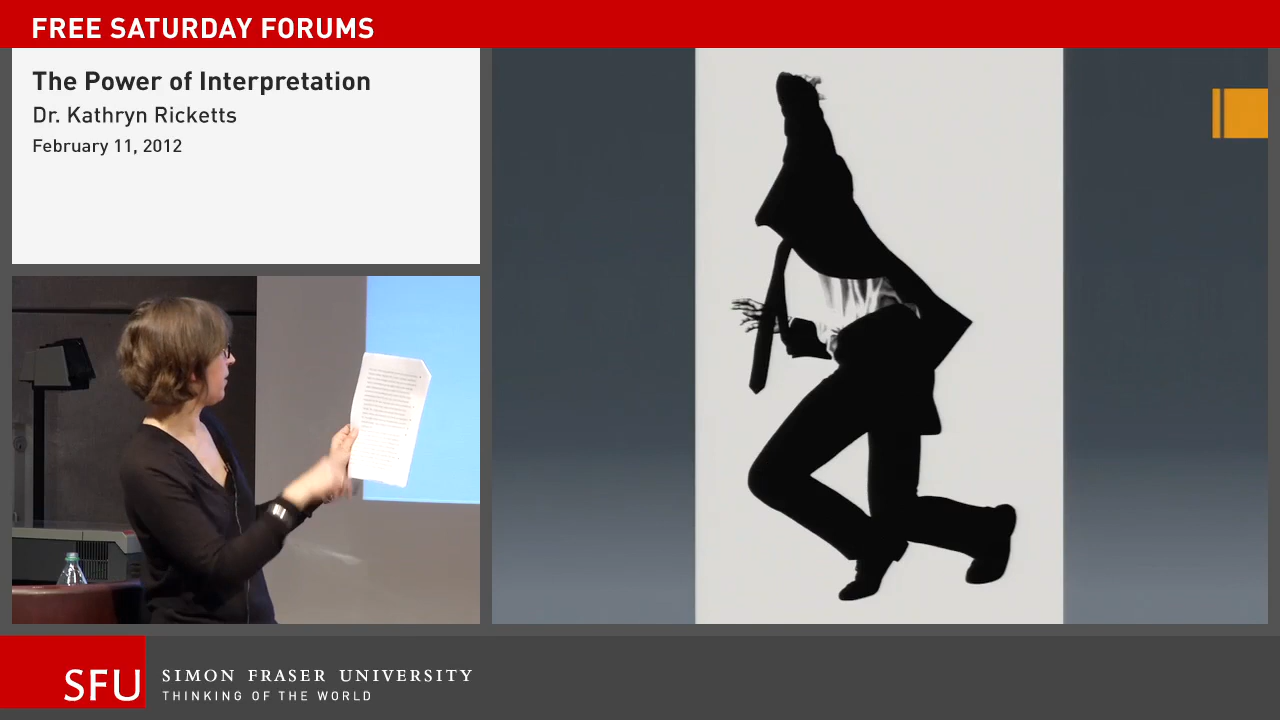 FREE SATURDAY FORUMS
The Power of Interpretation
Dr. Kathryn Ricketts
February 11, 2012
SFU
SIMON FRASER UNIVERSITY
THINKING OF THE WORLD